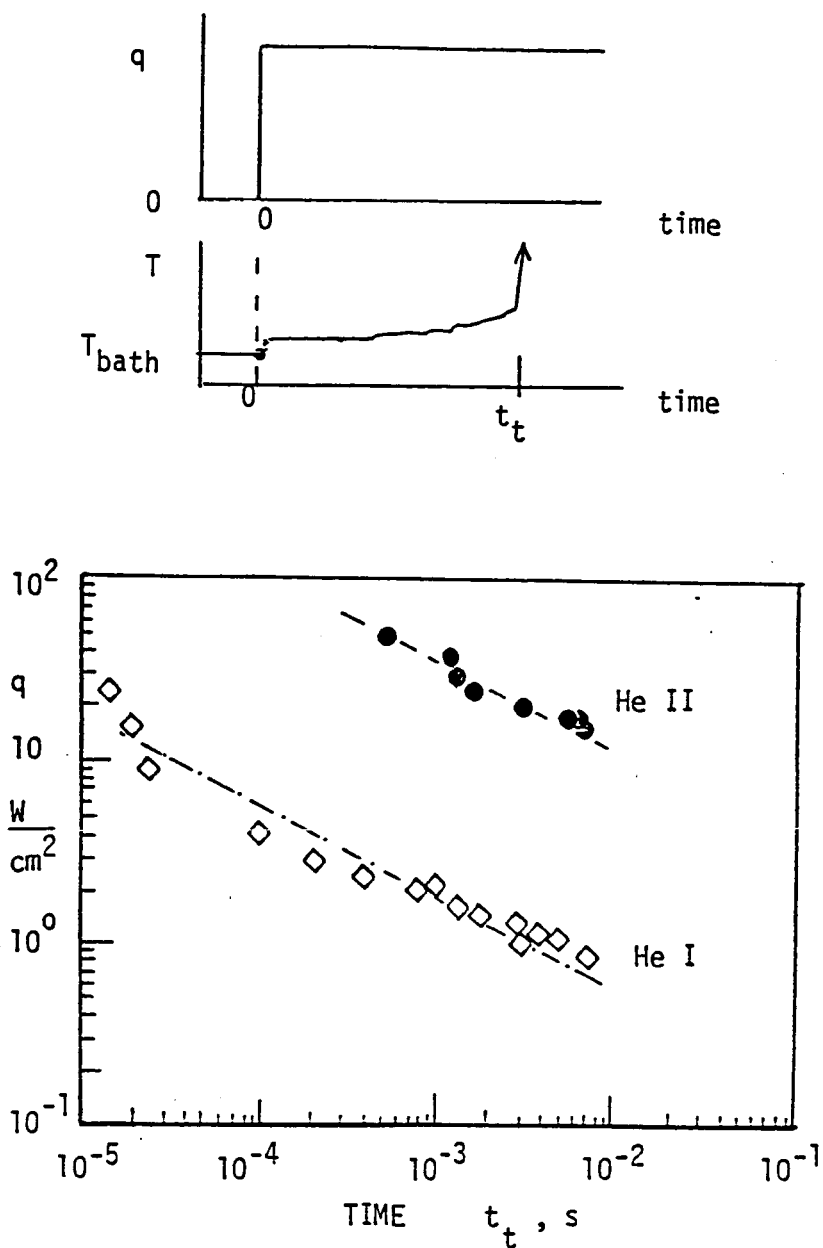 q
0
0
time
T
T_bath
0
time
t_t
10^2
q
10
W/cm^2
10^0
10^-1
He II
He I
10^-5 10^-4 10^-3 10^-2 10^-1
TIME t_t , s